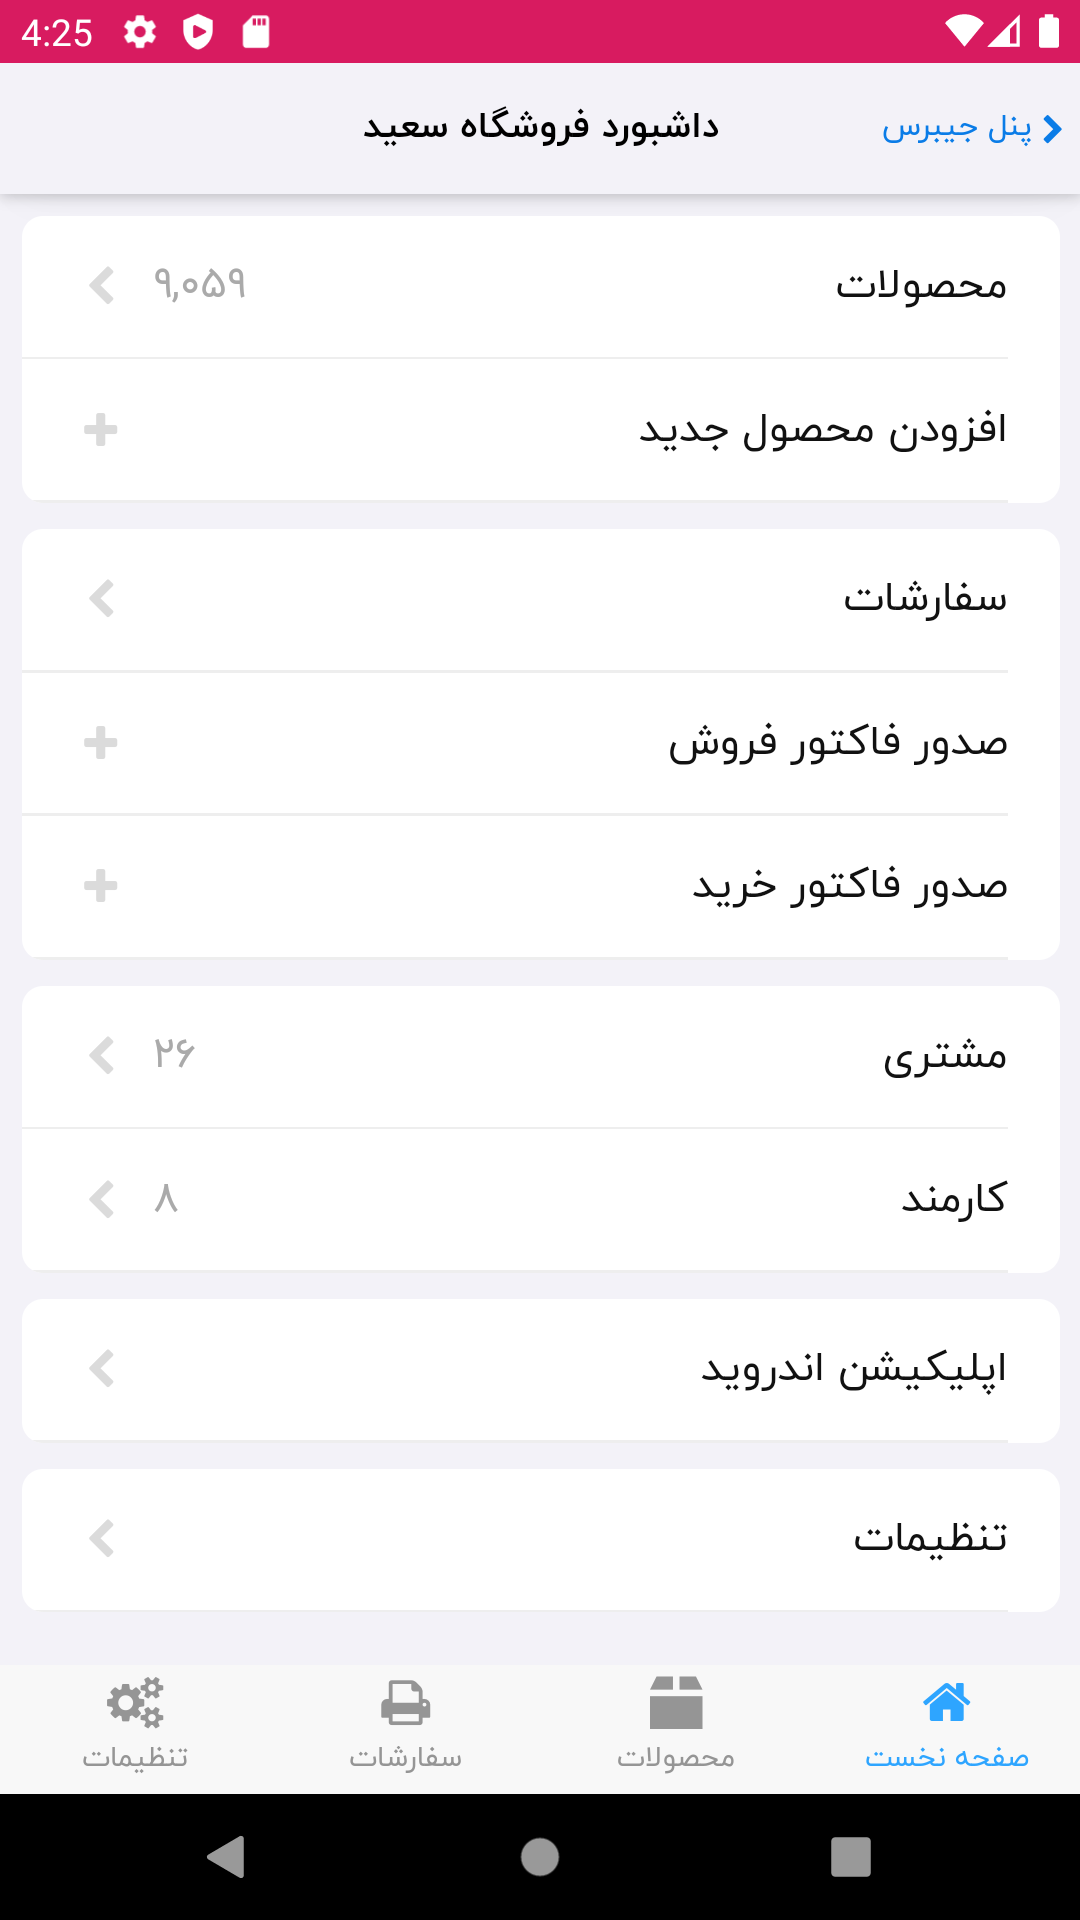 4:25
پنل جیبرس
داشبورد فروشگاه سعید
محصولات ۹,۰۵۹
افزودن محصول جدید
سفارشات
صدور فاکتور فروش
صدور فاکتور خرید
مشتری ۲۶
کارمند ۸
اپلیکیشن اندروید
تنظیمات
صفحه نخست محصولات سفارشات تنظیمات